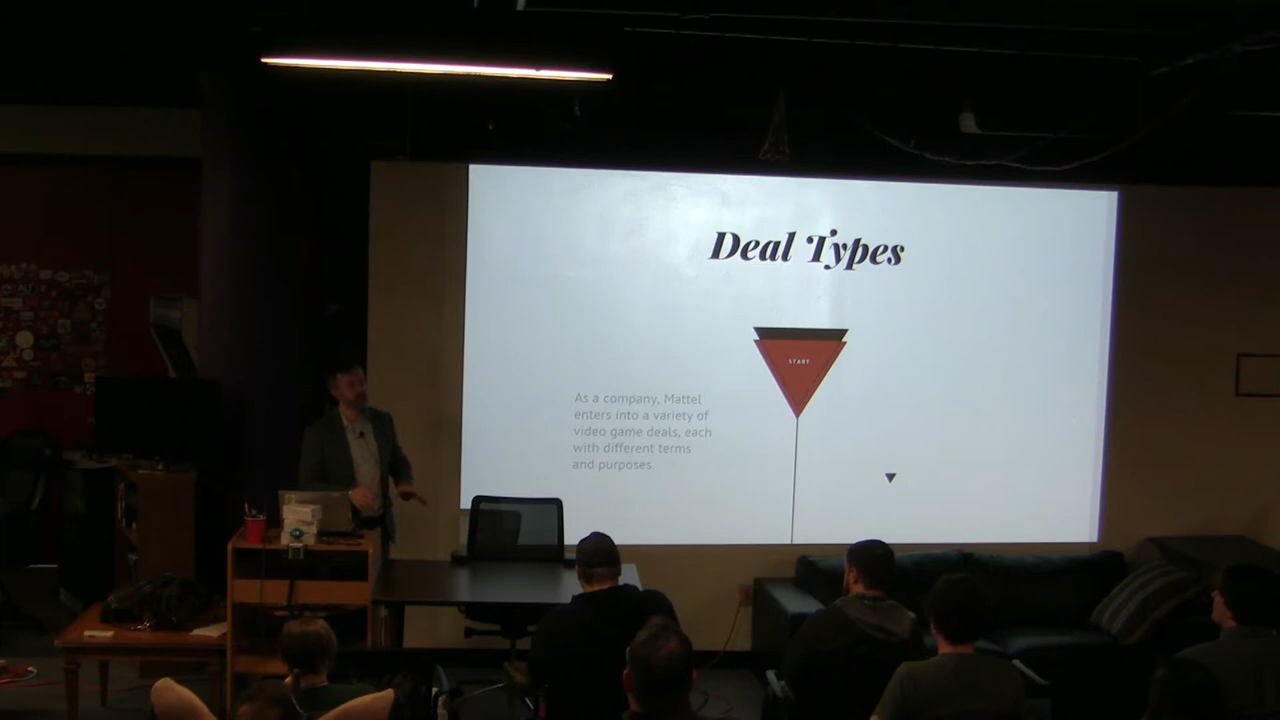 Deal Types
START
As a company, Mattel
enters into a variety of
video game deals, each
with different terms
and purposes.